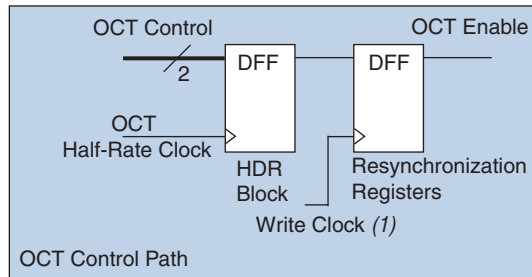 OCT Control
OCT Enable
DFF
DFF
2
OCT
Half-Rate Clock
HDR
Block
Resynchronization
Registers
Write Clock (1)
OCT Control Path